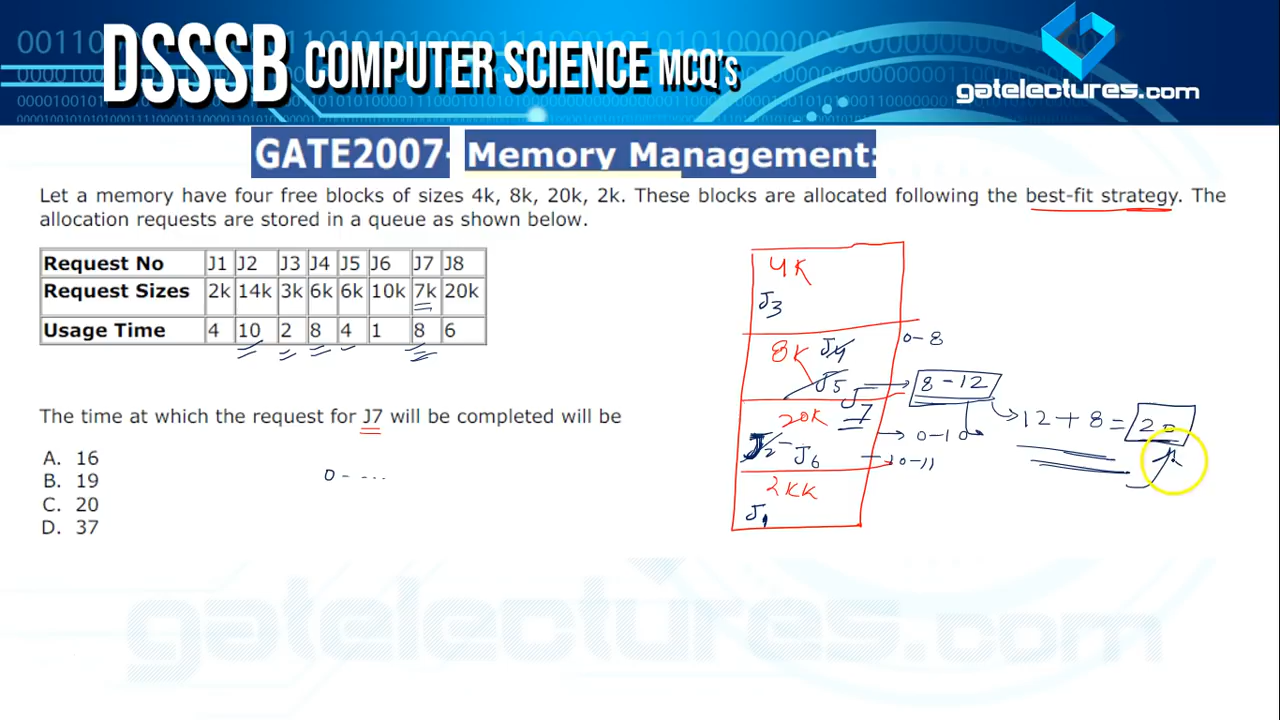 DSSSB COMPUTER SCIENCE MCQ's
gatelectures.com
GATE2007- Memory Management:
Let a memory have four free blocks of sizes 4k, 8k, 20k, 2k. These blocks are allocated following the best-fit strategy. The
allocation requests are stored in a queue as shown below.
Request No J1 J2 J3 J4 J5 J6 J7 J8
Request Sizes 2k 14k 3k 6k 6k 10k 7k 20k
Usage Time 4 10 2 8 4 1 8 6
The time at which the request for J7 will be completed will be
A. 16
B. 19
C. 20
D. 37
0 - ...
4K
J3
8K J4
0-8
J5
8-12
J7
20K
12+8=20
0-10
J2 - J6
10-11
2KK
J1
gatelectures.com